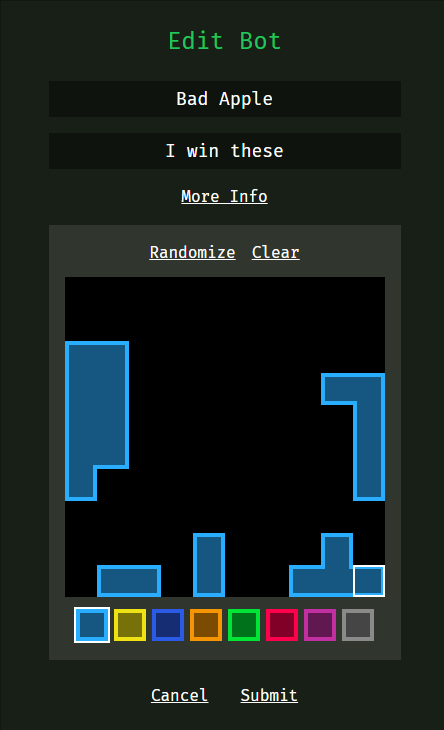 Edit Bot
Bad Apple
I win these
More Info
Randomize Clear
Cancel Submit